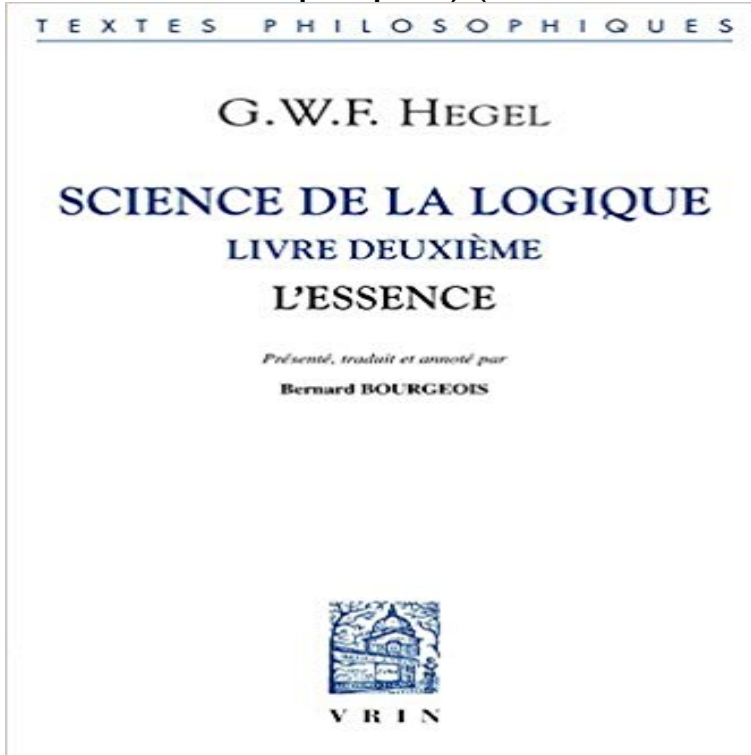 TEXTES PHILOSOPHIQUES
G.W.F. HEGEL
SCIENCE DE LA LOGIQUE
LIVRE DEUXIÈME
L'ESSENCE
Présenté, traduit et annoté par
Bernard BOURGEOIS
VRIN